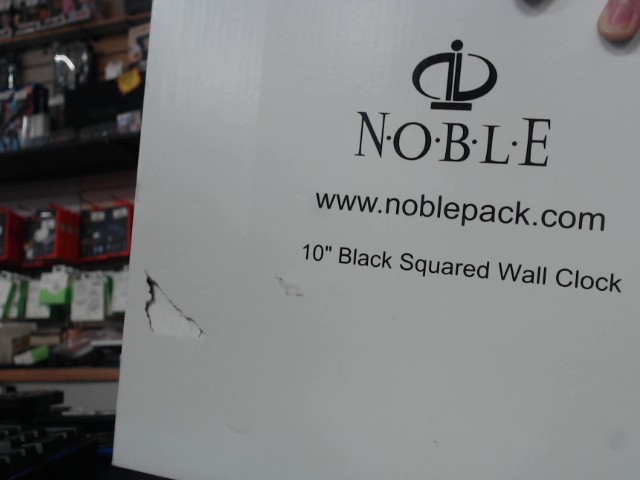 N·O·B·L·E
www.noblepack.com
10" Black Squared Wall Clock